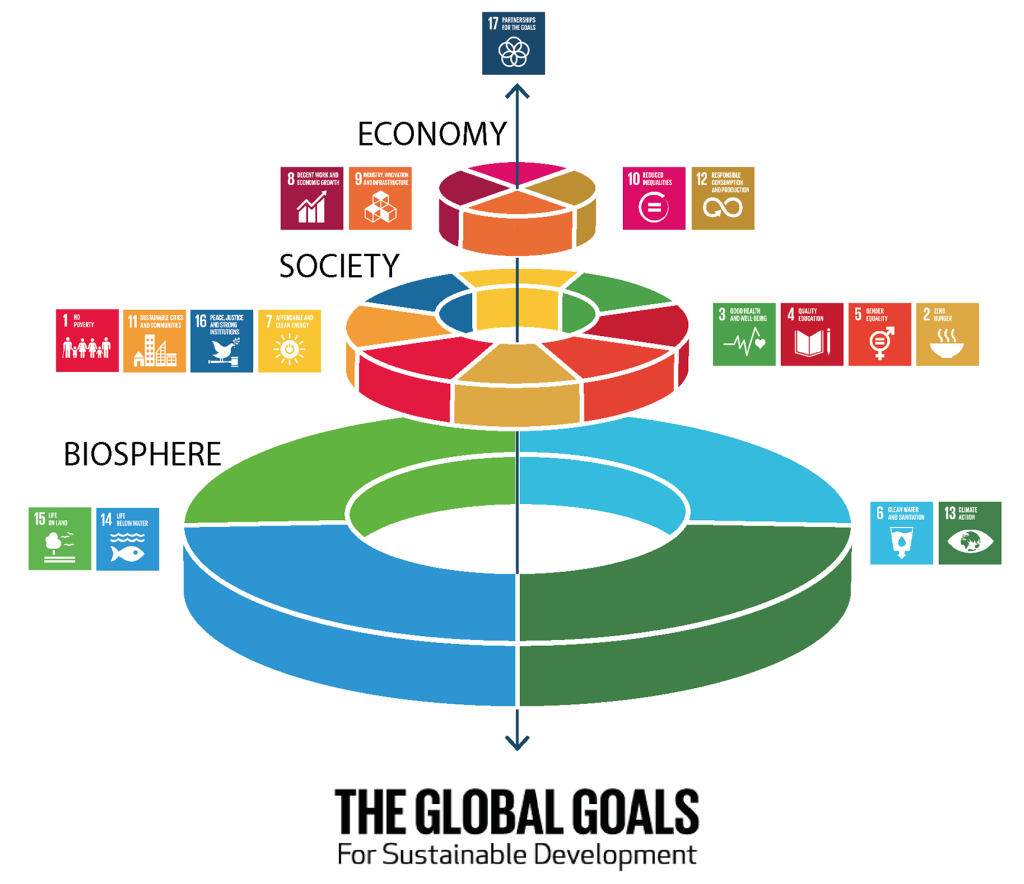 17 PARTNERSHIPS
FOR THE GOALS
ECONOMY
8 DECENT WORK AND
ECONOMIC GROWTH
9 INDUSTRY, INNOVATION
AND INFRASTRUCTURE
10 REDUCED
INEQUALITIES
12 RESPONSIBLE
CONSUMPTION
AND PRODUCTION
SOCIETY
1 NO
POVERTY
11 SUSTAINABLE CITIES
AND COMMUNITIES
16 PEACE, JUSTICE
AND STRONG
INSTITUTIONS
7 AFFORDABLE AND
CLEAN ENERGY
3 GOOD HEALTH
AND WELL-BEING
4 QUALITY
EDUCATION
5 GENDER
EQUALITY
2 ZERO
HUNGER
BIOSPHERE
15 LIFE
ON LAND
14 LIFE
BELOW WATER
6 CLEAN WATER
AND SANITATION
13 CLIMATE
ACTION
THE GLOBAL GOALS
For Sustainable Development